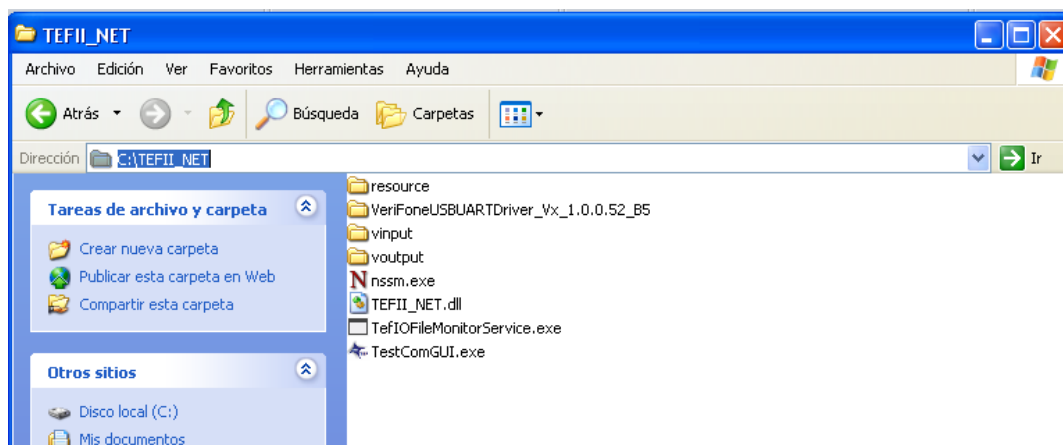 TEFII_NET
Archivo Edición Ver Favoritos Herramientas Ayuda
Atrás Búsqueda Carpetas
Dirección C:\TEFII_NET Ir
Tareas de archivo y carpeta
Crear nueva carpeta
Publicar esta carpeta en Web
Compartir esta carpeta
Otros sitios
Disco local (C:)
Mis documentos
resource
VeriFoneUSBUARTDriver_Vx_1.0.0.52_B5
vinput
voutput
nssm.exe
TEFII_NET.dll
TefIOFileMonitorService.exe
TestComGUI.exe